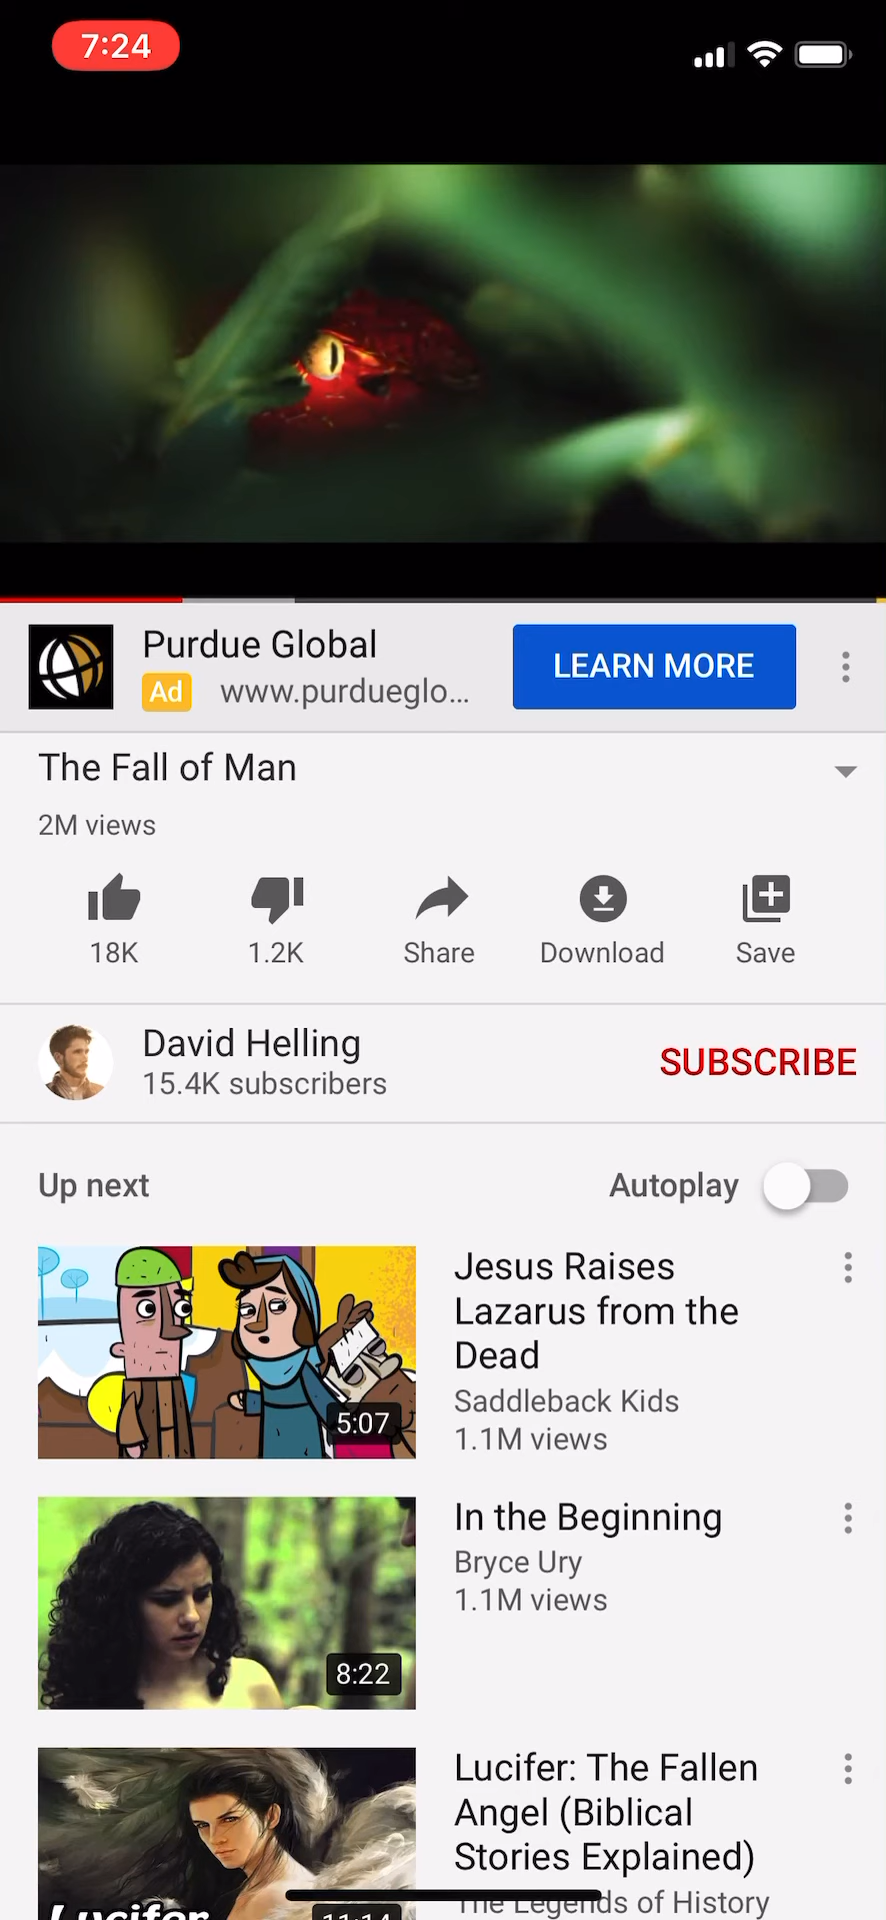 7:24
Purdue Global
LEARN MORE
Ad www.purdueglo...
The Fall of Man
2M views
18K
1.2K
Share
Download
Save
David Helling
15.4K subscribers
SUBSCRIBE
Up next
Autoplay
Jesus Raises
Lazarus from the
Dead
Saddleback Kids
1.1M views
5:07
In the Beginning
Bryce Ury
1.1M views
8:22
Lucifer: The Fallen
Angel (Biblical
Stories Explained)
The Legends of History
Lucifer
11:14